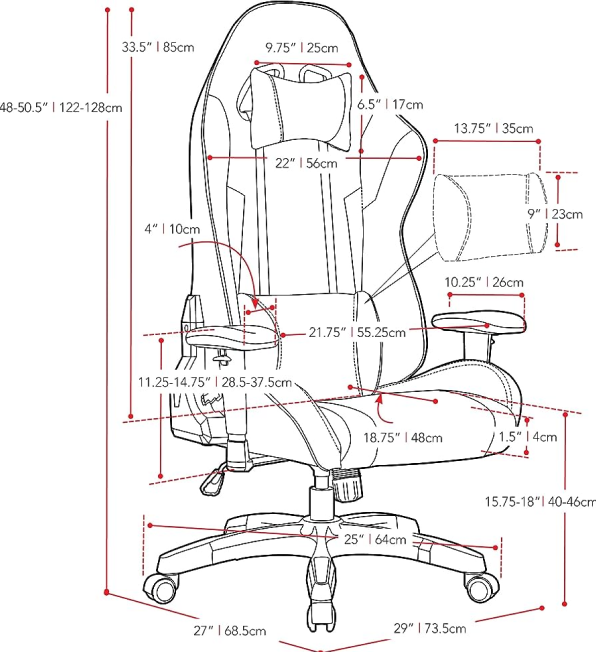 33.5" | 85cm
9.75" | 25cm
48-50.5" | 122-128cm
6.5" | 17cm
13.75" | 35cm
22" | 56cm
9" | 23cm
4" | 10cm
10.25" | 26cm
21.75" | 55.25cm
11.25-14.75" | 28.5-37.5cm
18.75" | 48cm
1.5" | 4cm
15.75-18" | 40-46cm
25" | 64cm
27" | 68.5cm
29" | 73.5cm